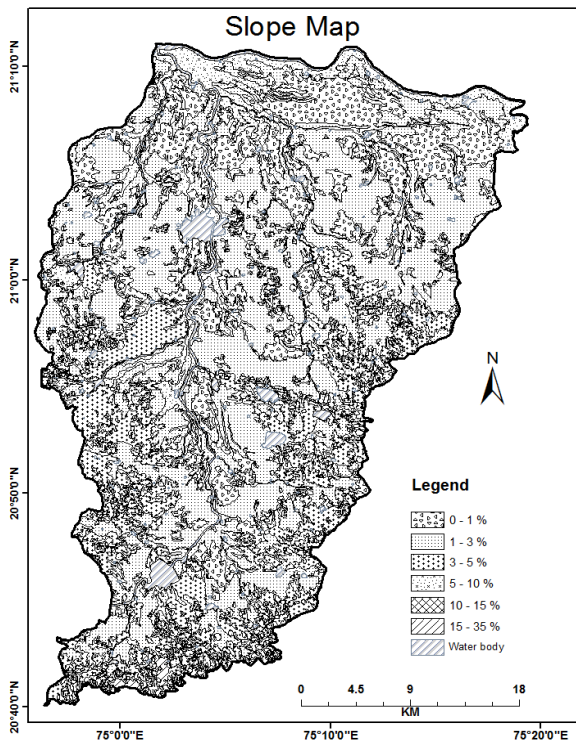 Slope Map
21°10'0"N
21°0'0"N
20°50'0"N
20°40'0"N
N
Legend
0 - 1 %
1 - 3 %
3 - 5 %
5 - 10 %
10 - 15 %
15 - 35 %
Water body
0 4.5 9 18
KM
75°0'0"E 75°10'0"E 75°20'0"E